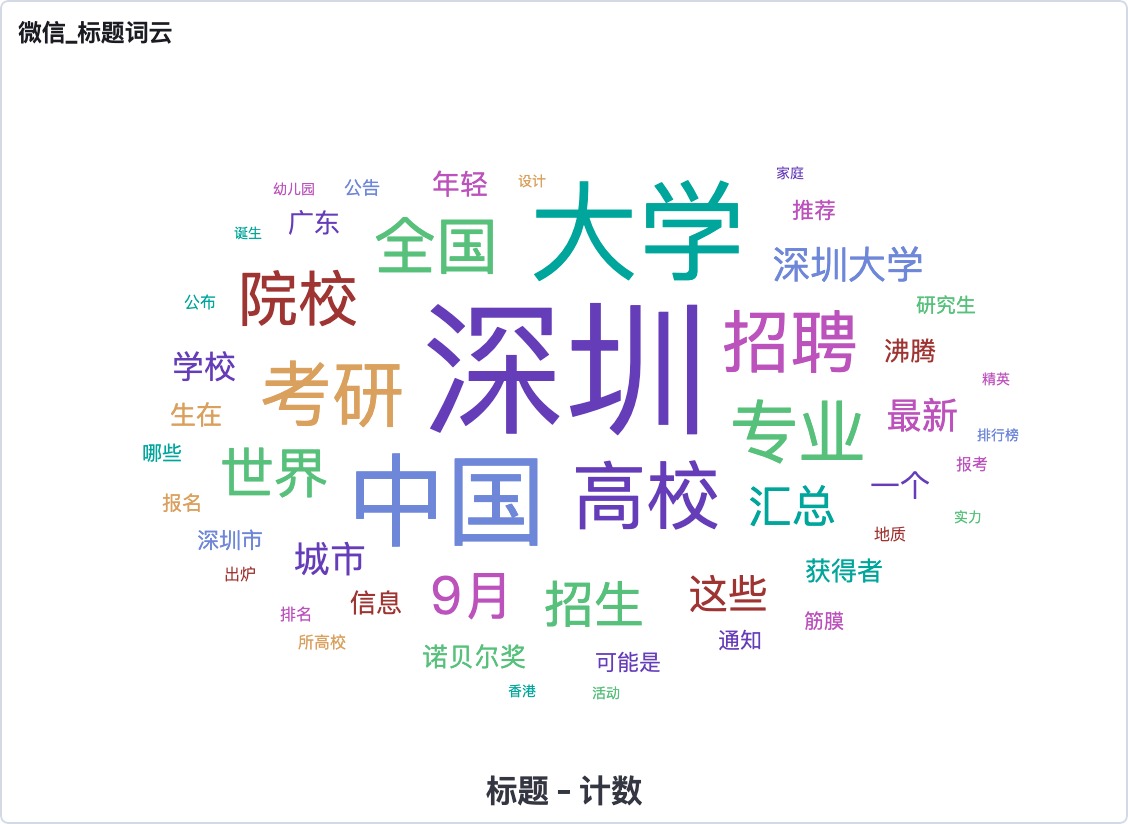 微信_标题词云
家庭
设计
年轻
公告
幼儿园
推荐
大学
广东
诞生
全国
深圳大学
院校
公布
研究生
招聘
沸腾
深圳
学校
精英
考研
生在
最新
专业
排行榜
哪些
世界
报考
一个
高校
中国
报名
汇总
实力
地质
深圳市
城市
获得者
出炉
9月
这些
信息
招生
排名
筋膜
所高校
通知
诺贝尔奖
可能是
香港
活动
标题 - 计数